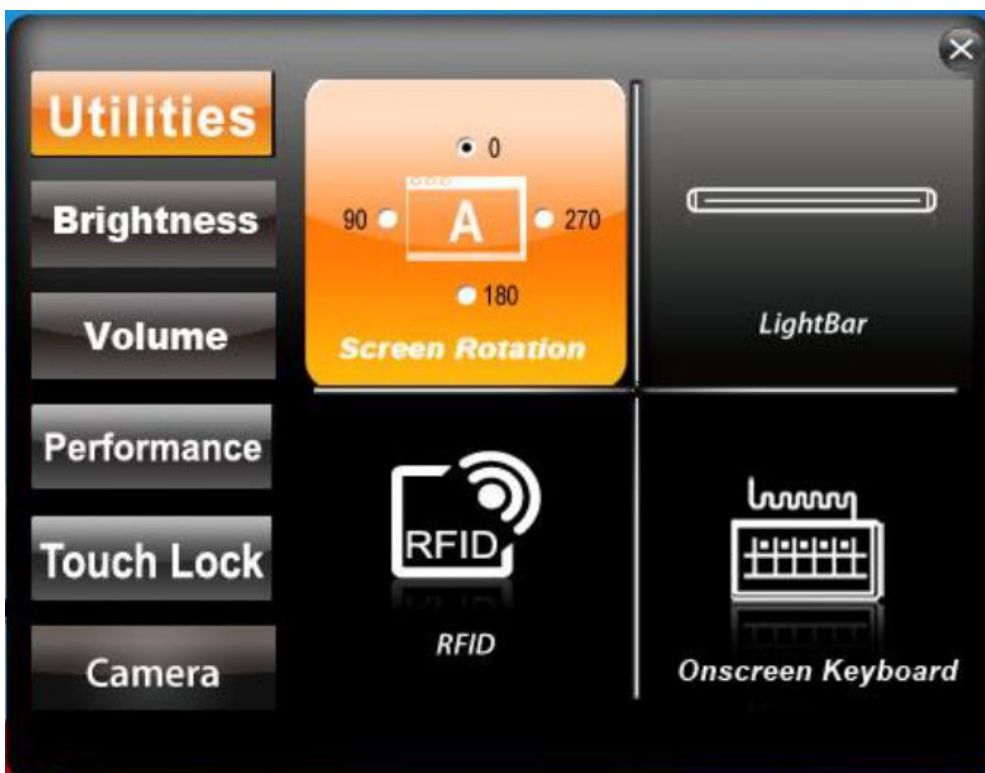 Utilities
Brightness
Volume
Performance
Touch Lock
Camera
0
90
A
270
180
Screen Rotation
LightBar
RFID
RFID
Onscreen Keyboard